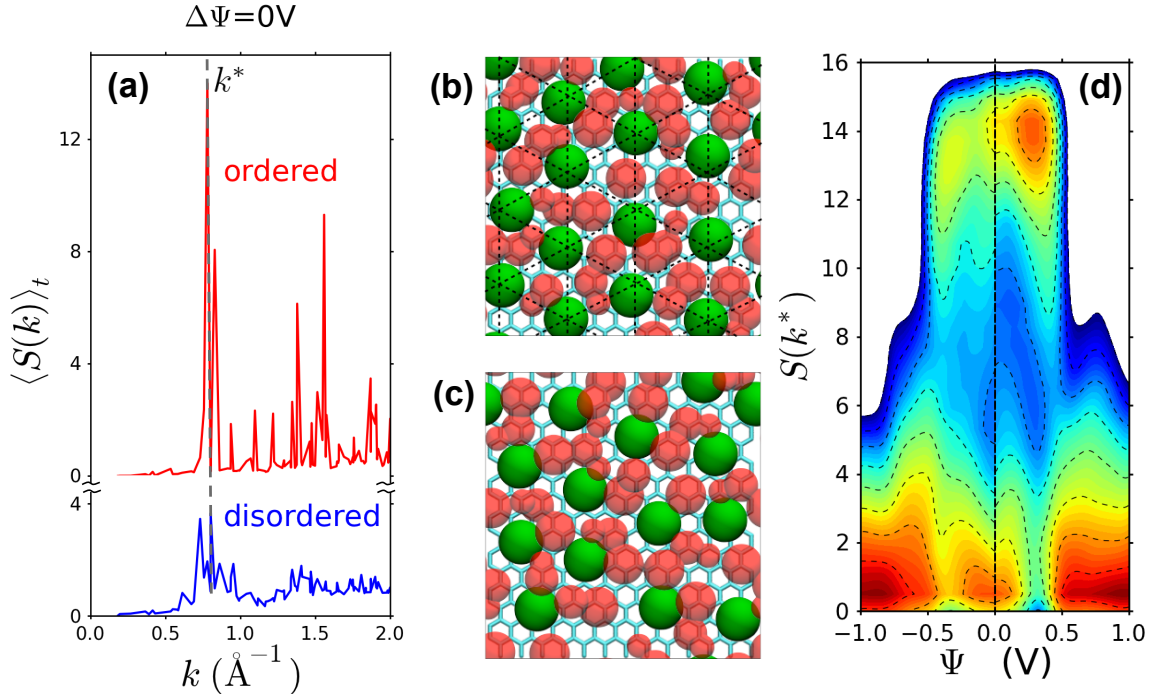 ΔΨ=0V
(a)
k*
ordered
disordered
12
8
4
0
4
0
⟨S(k)⟩t
0.0 0.5 1.0 1.5 2.0
k (Å⁻¹)
(b)
(c)
(d)
16
14
12
10
8
6
4
2
0
S(k*)
−1.0 −0.5 0.0 0.5 1.0
Ψ (V)